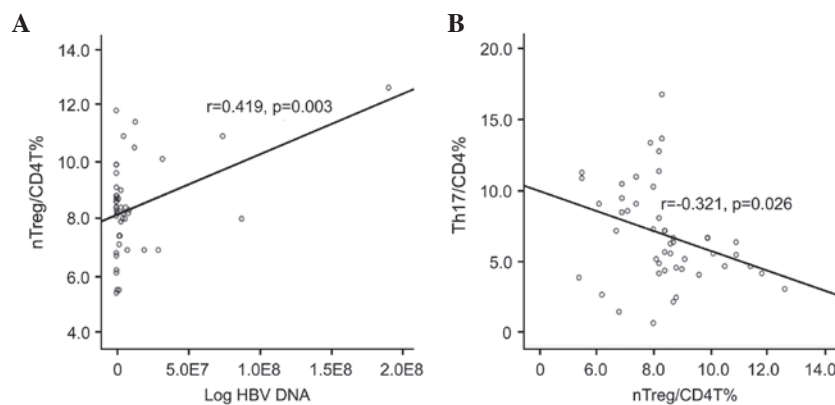 A
14.0
12.0
10.0
8.0
6.0
4.0
nTreg/CD4T%
r=0.419, p=0.003
0
5.0E7
1.0E8
1.5E8
2.0E8
Log HBV DNA
B
20.0
15.0
10.0
5.0
0
Th17/CD4%
r=-0.321, p=0.026
0
6.0
8.0
10.0
12.0
14.0
nTreg/CD4T%